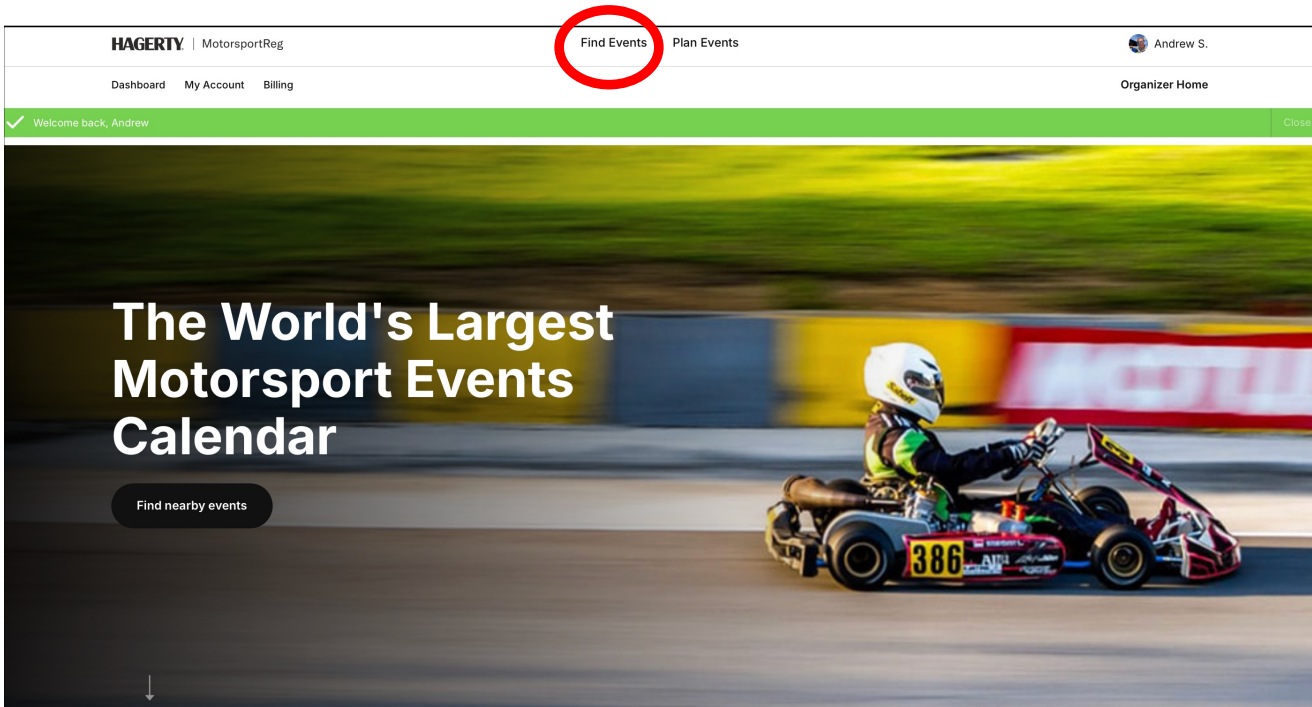 HAGERTY | MotorsportReg
Find Events
Plan Events
Andrew S.
Dashboard
My Account
Billing
Organizer Home
Welcome back, Andrew
Close
The World's Largest
Motorsport Events
Calendar
Find nearby events
386